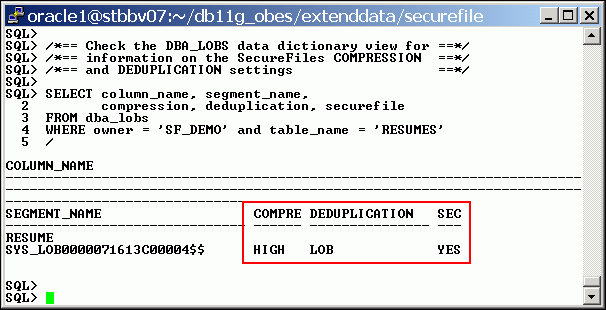 oracle1@stbbv07:~/db11g_obes/extenddata/securefile
SQL>
SQL> /*== Check the DBA_LOBS data dictionary view for ==*/
SQL> /*== information on the SecureFiles COMPRESSION  ==*/
SQL> /*== and DEDUPLICATION settings                  ==*/
SQL>
SQL> SELECT column_name, segment_name,
  2         compression, deduplication, securefile
  3  FROM dba_lobs
  4  WHERE owner = 'SF_DEMO' and table_name = 'RESUMES'
  5  /
COLUMN_NAME
--------------------------------------------------------------------------------
--------------------------------------------------------------------------------
SEGMENT_NAME                   COMPRE DEDUPLICATION   SEC
------------------------------ ------ --------------- ---
RESUME
SYS_LOB0000071613C00004$$      HIGH   LOB             YES
SQL>
SQL>